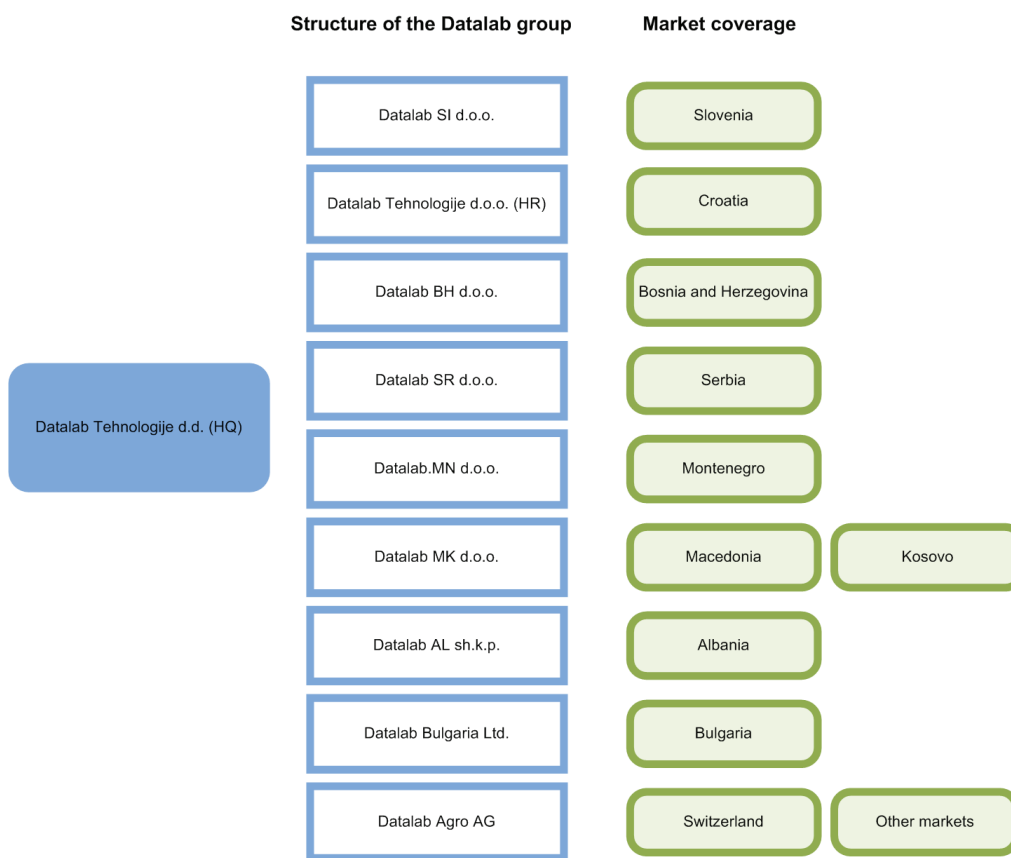 Structure of the Datalab group
Market coverage
Datalab Tehnologije d.d. (HQ)
Datalab SI d.o.o.
Slovenia
Datalab Tehnologije d.o.o. (HR)
Croatia
Datalab BH d.o.o.
Bosnia and Herzegovina
Datalab SR d.o.o.
Serbia
Datalab.MN d.o.o.
Montenegro
Datalab MK d.o.o.
Macedonia
Kosovo
Datalab AL sh.k.p.
Albania
Datalab Bulgaria Ltd.
Bulgaria
Datalab Agro AG
Switzerland
Other markets